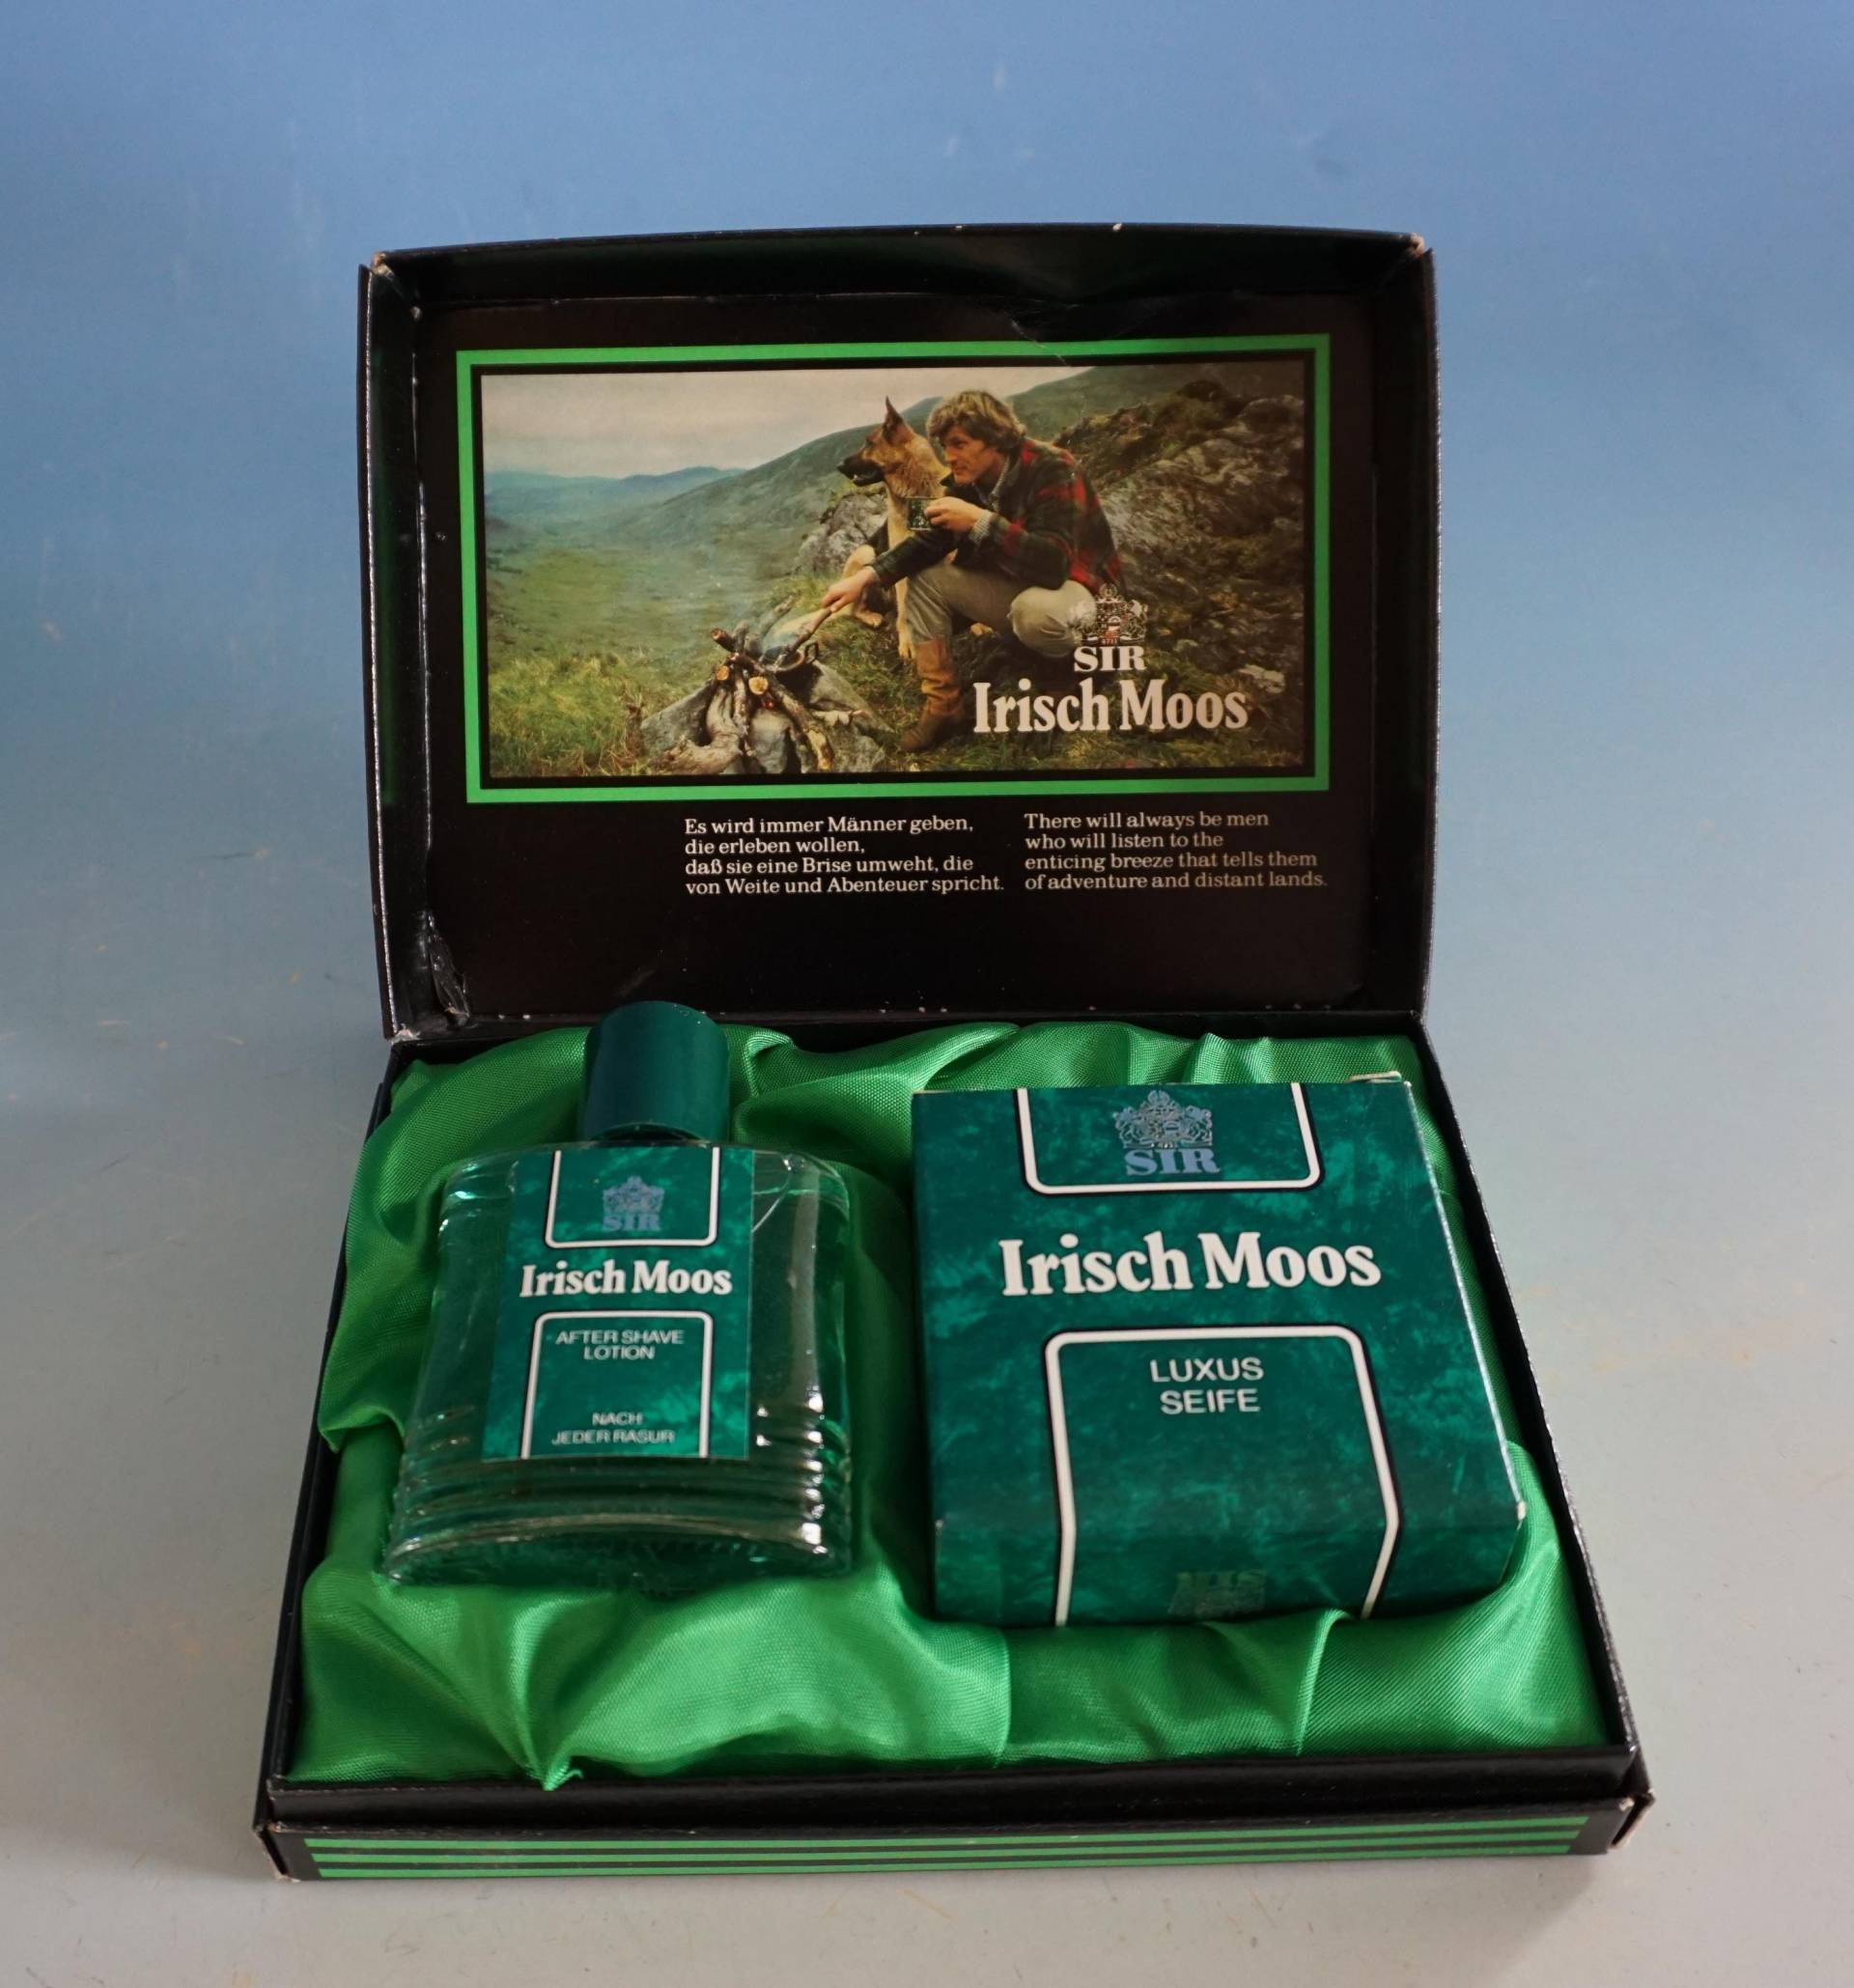 SIR
Irisch Moos
Es wird immer Männer geben,
die erleben wollen,
daß sie eine Brise umweht, die
von Weite und Abenteuer spricht.
There will always be men
who will listen to the
enticing breeze that tells them
of adventure and distant lands.
SIR
Irisch Moos
AFTER SHAVE
LOTION
NACH
JEDER RASUR
SIR
Irisch Moos
LUXUS
SEIFE